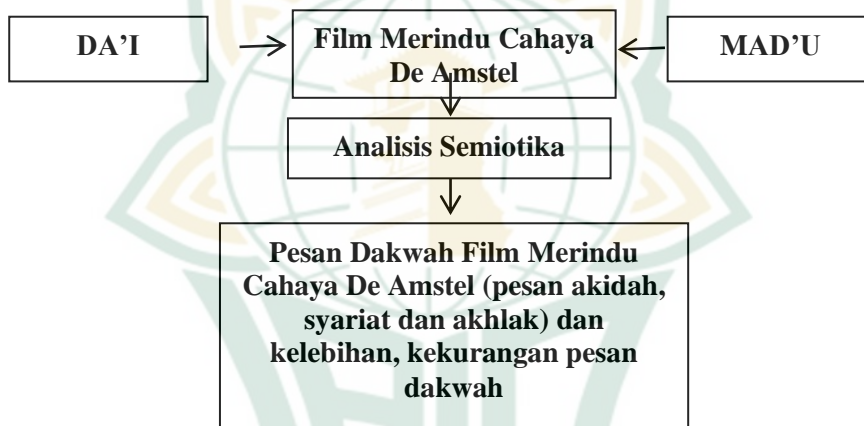 DA’I
Film Merindu Cahaya
De Amstel
MAD’U
Analisis Semiotika
Pesan Dakwah Film Merindu
Cahaya De Amstel (pesan akidah,
syariat dan akhlak) dan
kelebihan, kekurangan pesan
dakwah